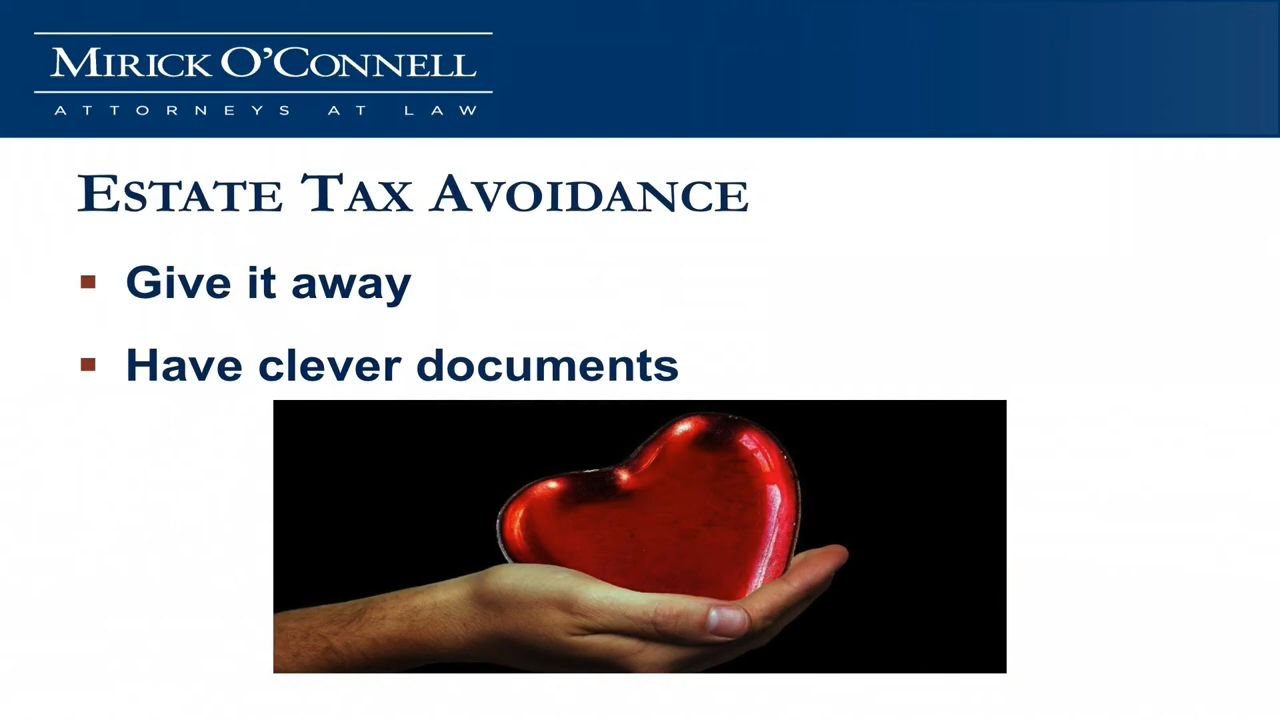 MIRICK O'CONNELL
ATTORNEYS AT LAW
ESTATE TAX AVOIDANCE
Give it away
Have clever documents